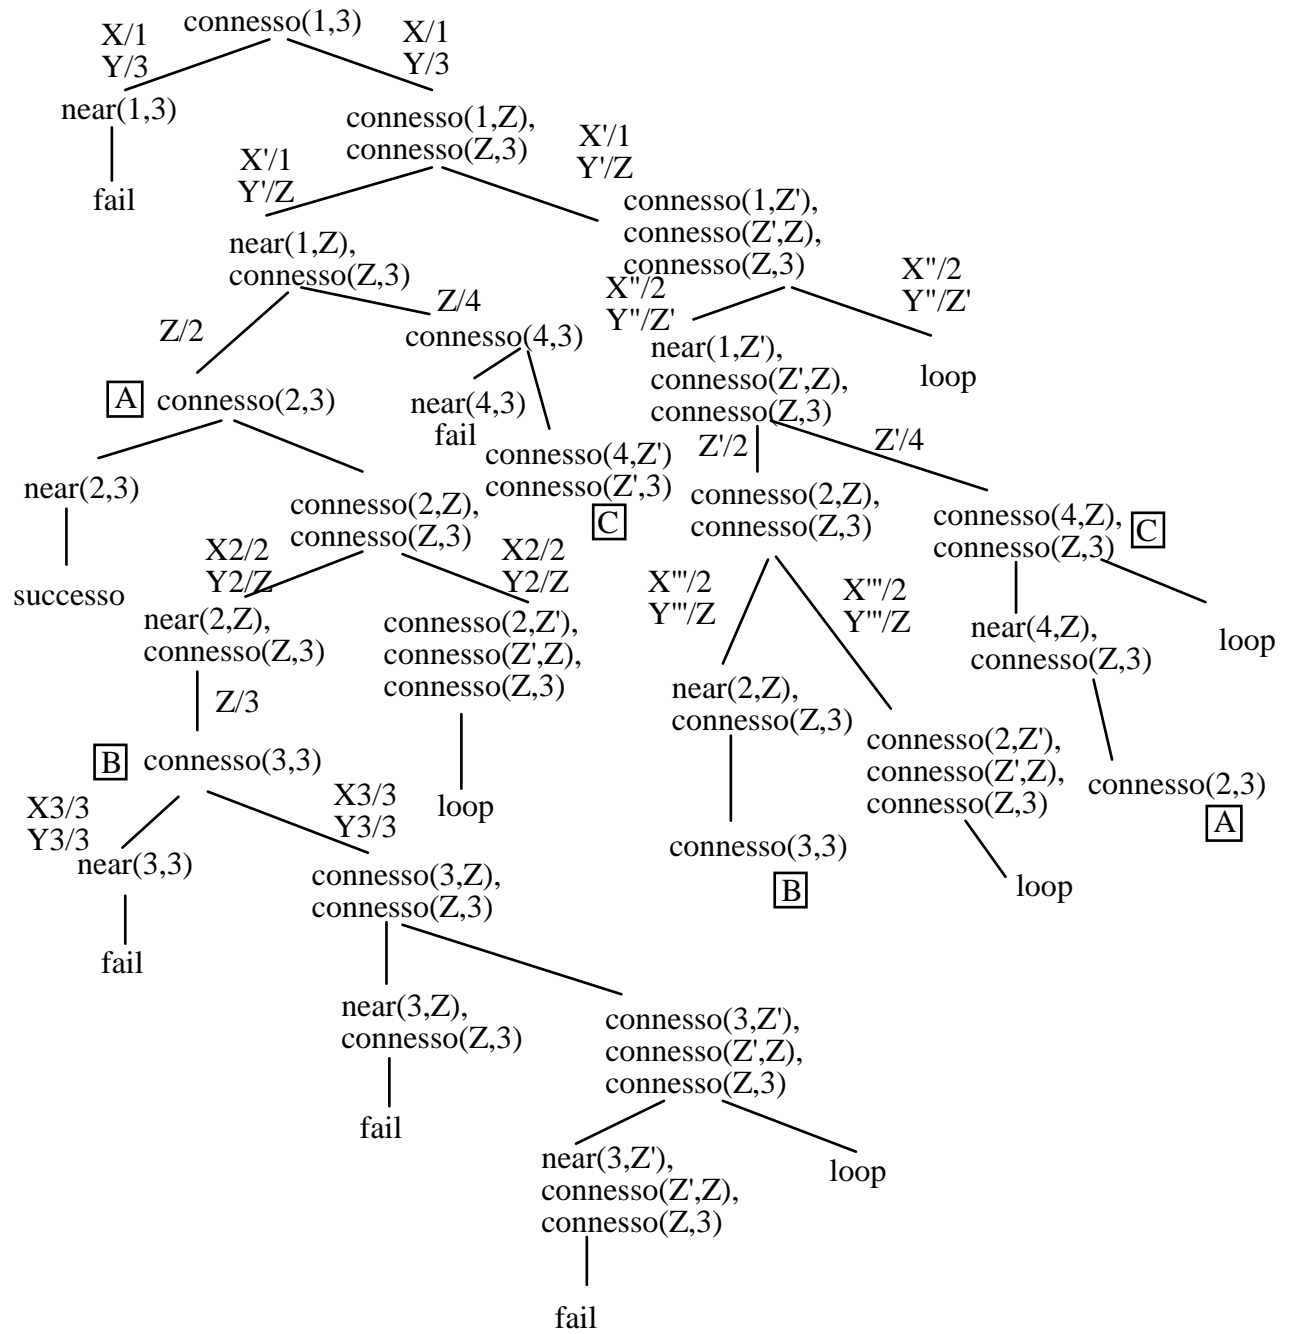 connesso(1,3)
X/1
Y/3
X/1
Y/3
near(1,3)
fail
connesso(1,Z),
connesso(Z,3)
X'/1
Y'/Z
X'/1
Y'/Z
near(1,Z),
connesso(Z,3)
connesso(1,Z'),
connesso(Z',Z),
connesso(Z,3)
Z/2
Z/4
connesso(4,3)
X"/2
Y"/Z'
X"/2
Y"/Z'
near(1,Z'),
connesso(Z',Z),
connesso(Z,3)
loop
A
connesso(2,3)
near(4,3)
fail
connesso(4,Z')
connesso(Z',3)
C
Z'/2
Z'/4
near(2,3)
successo
connesso(2,Z),
connesso(Z,3)
connesso(2,Z),
connesso(Z,3)
connesso(4,Z),
connesso(Z,3)
C
X2/2
Y2/Z
X2/2
Y2/Z
near(2,Z),
connesso(Z,3)
connesso(2,Z'),
connesso(Z',Z),
connesso(Z,3)
X'''/2
Y'''/Z
X'''/2
Y'''/Z
near(4,Z),
connesso(Z,3)
loop
Z/3
near(2,Z),
connesso(Z,3)
connesso(2,Z'),
connesso(Z',Z),
connesso(Z,3)
connesso(2,3)
A
B
connesso(3,3)
loop
X3/3
Y3/3
X3/3
Y3/3
near(3,3)
fail
connesso(3,Z),
connesso(Z,3)
connesso(3,3)
B
loop
near(3,Z),
connesso(Z,3)
fail
connesso(3,Z'),
connesso(Z',Z),
connesso(Z,3)
near(3,Z'),
connesso(Z',Z),
connesso(Z,3)
loop
fail